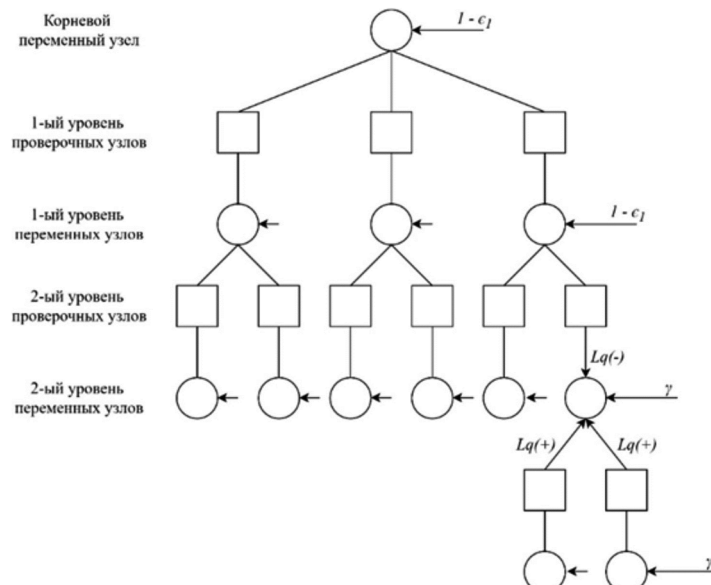 Корневой
переменный узел
1 - ϵ1
1-ый уровень
проверочных узлов
1-ый уровень
переменных узлов
1 - ϵ1
2-ый уровень
проверочных узлов
Lq(-)
2-ый уровень
переменных узлов
γ
Lq(+)
Lq(+)
γ